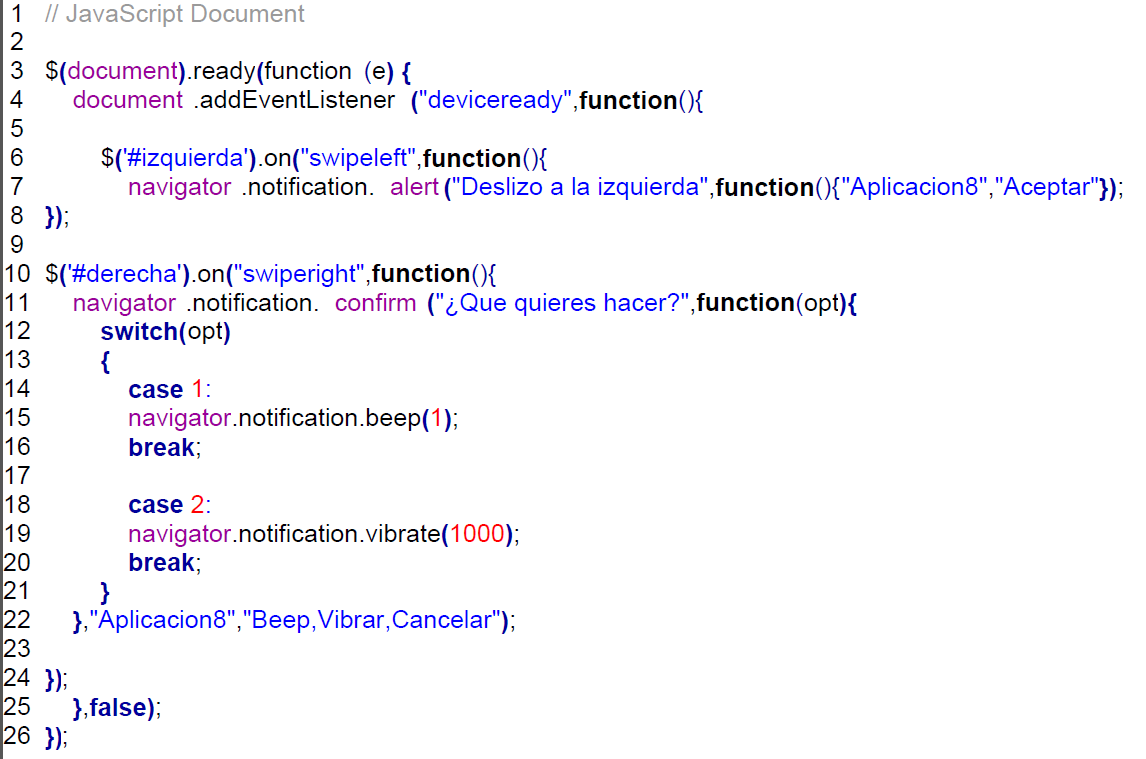 1 // JavaScript Document
2
3 $(document).ready(function (e) {
4 document .addEventListener ("deviceready",function(){
5
6 $('#izquierda').on("swipeleft",function(){
7 navigator .notification. alert ("Deslizo a la izquierda",function(){"Aplicacion8","Aceptar"});
8 });
9
10 $('#derecha').on("swiperight",function(){
11 navigator .notification. confirm ("¿Que quieres hacer?",function(opt){
12 switch(opt)
13 {
14 case 1:
15 navigator.notification.beep(1);
16 break;
17
18 case 2:
19 navigator.notification.vibrate(1000);
20 break;
21 }
22 },"Aplicacion8","Beep,Vibrar,Cancelar");
23
24 });
25 },false);
26 });